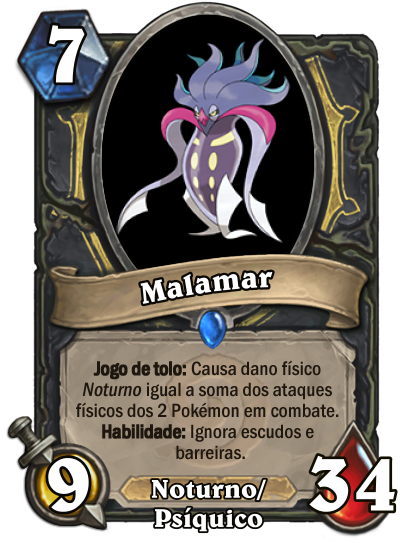 7
Malamar
Jogo de tolo: Causa dano físico
Noturno igual a soma dos ataques
físicos dos 2 Pokémon em combate.
Habilidade: Ignora escudos e
barreiras.
9
Noturno/
Psíquico
34